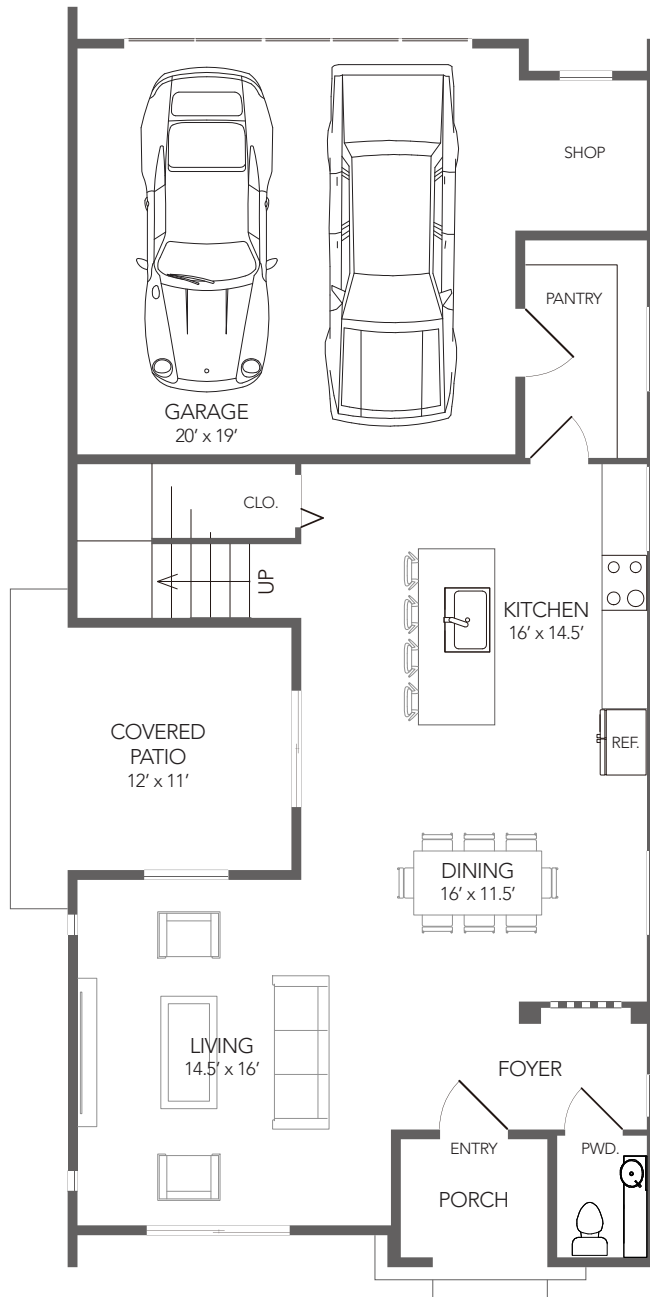 SHOP
PANTRY
GARAGE
20’ x 19’
CLO.
UP
KITCHEN
16’ x 14.5’
COVERED
PATIO
12’ x 11’
REF.
DINING
16’ x 11.5’
LIVING
14.5’ x 16’
FOYER
ENTRY
PWD.
PORCH